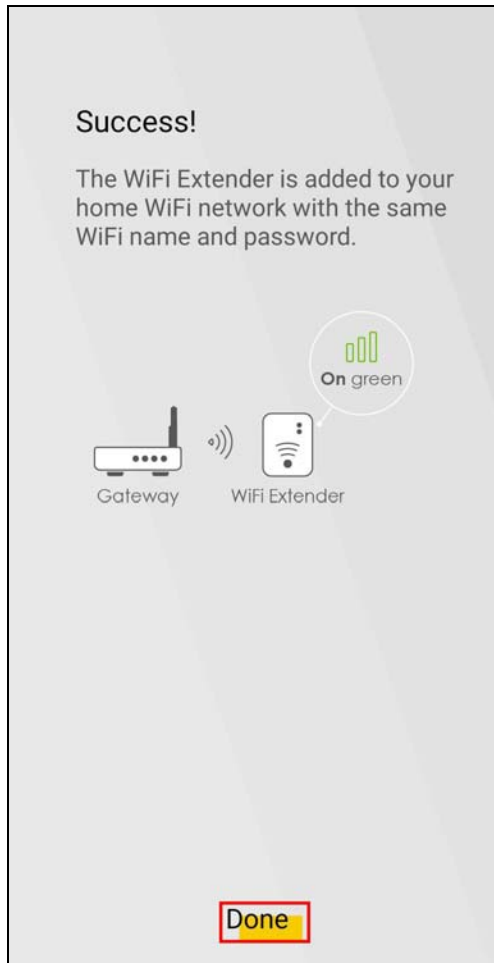 Success!
The WiFi Extender is added to your
home WiFi network with the same
WiFi name and password.
On green
Gateway
WiFi Extender
Done